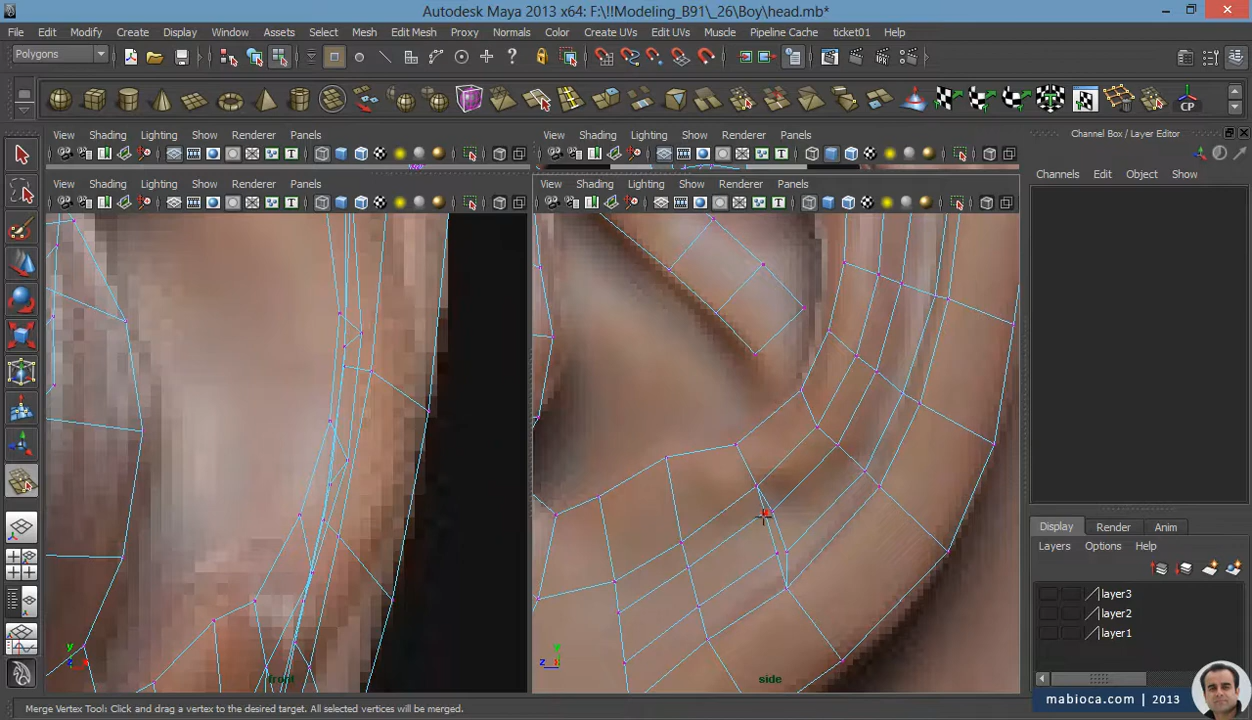 Autodesk Maya 2013 x64: F:\!!Modeling_B91\_26\Boy\head.mb*
File Edit Modify Create Display Window Assets Select Mesh Edit Mesh Proxy Normals Color Create UVs Edit UVs Muscle Pipeline Cache ticket01 Help
Polygons
CP
View Shading Lighting Show Renderer Panels
View Shading Lighting Show Renderer Panels
Channel Box / Layer Editor
Channels Edit Object Show
View Shading Lighting Show Renderer Panels
View Shading Lighting Show Renderer Panels
Display Render Anim
Layers Options Help
layer3
layer2
layer1
y
z x
front
y
z x
side
mabioca.com | 2013
Merge Vertex Tool: Click and drag a vertex to the desired target. All selected vertices will be merged.